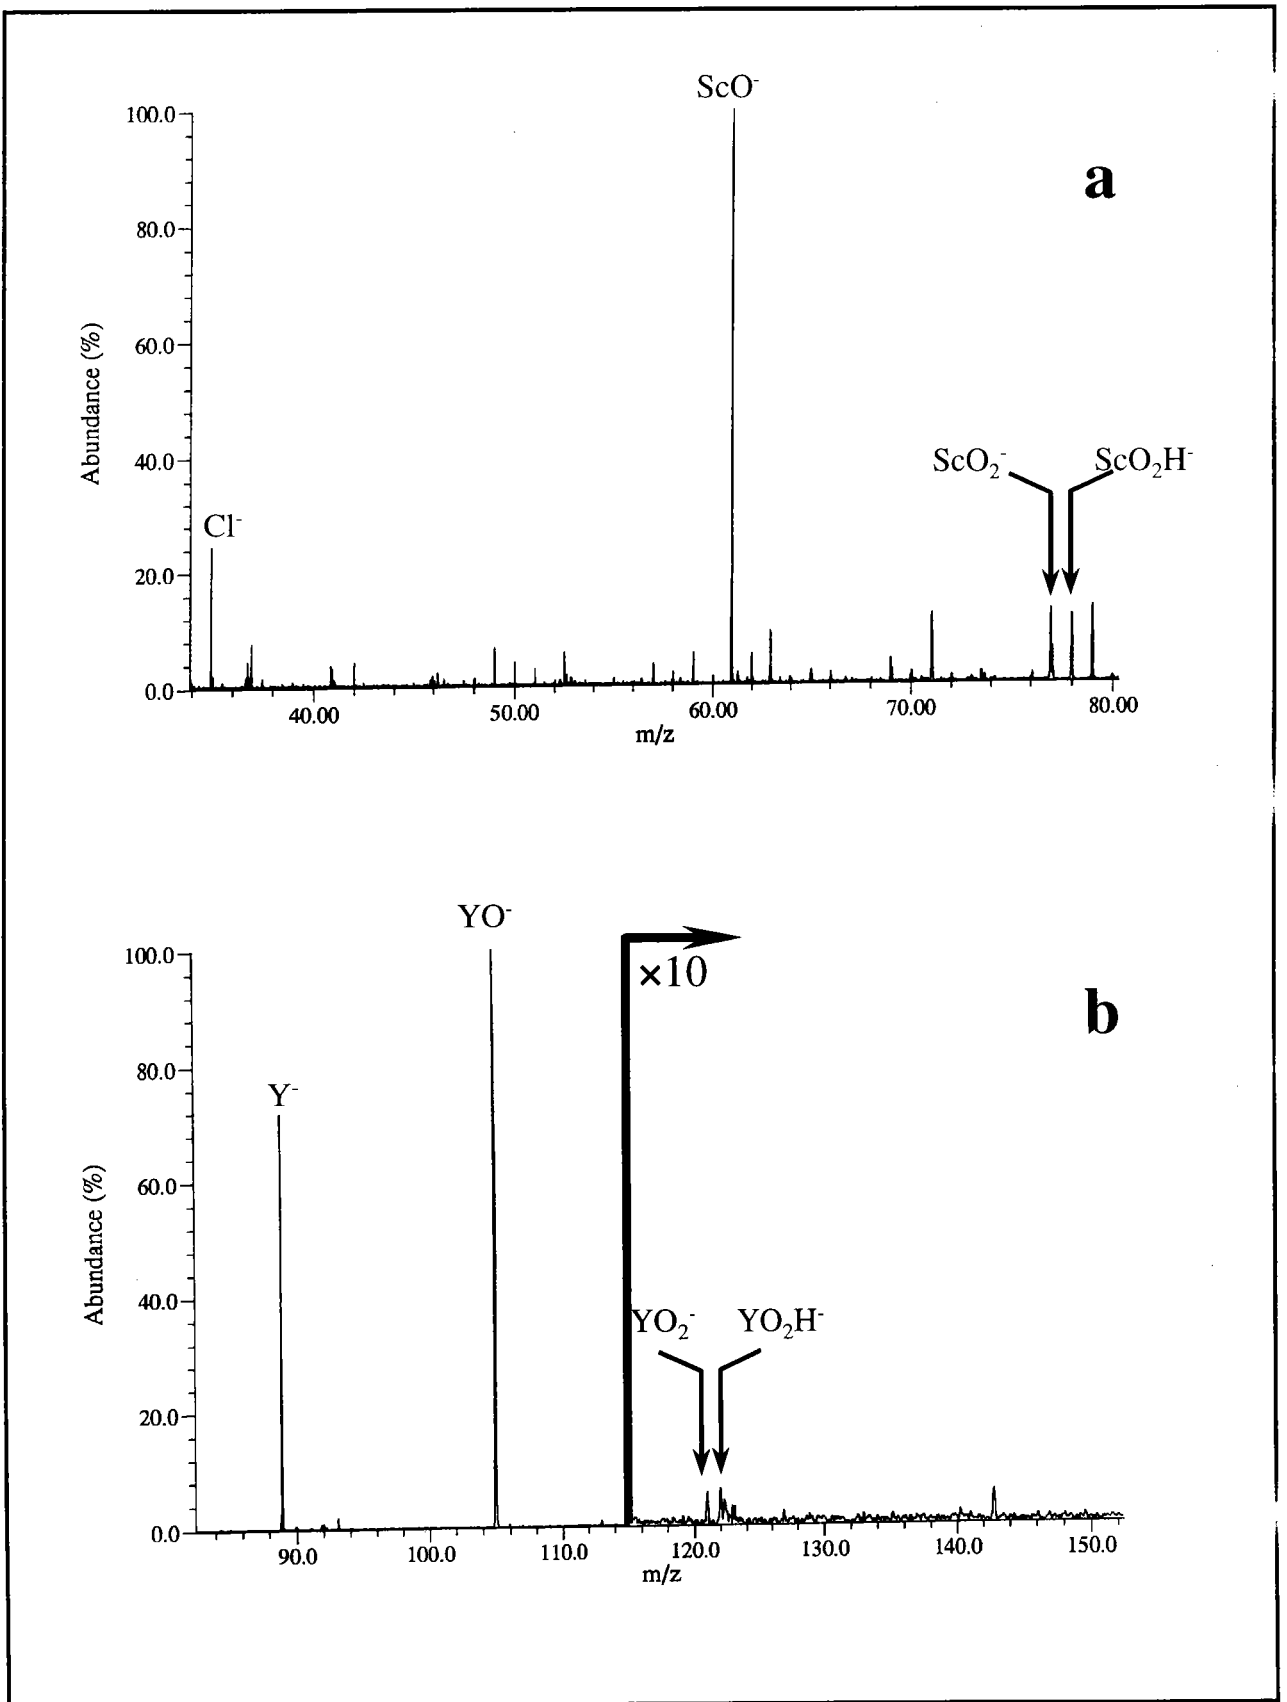 ScO⁻
100.0
a
80.0
60.0
Abundance (%)
40.0
ScO₂⁻ ScO₂H⁻
Cl⁻
20.0
0.0
40.00 50.00 60.00 70.00 80.00
m/z
YO⁻
100.0
×10
b
80.0
Y⁻
60.0
Abundance (%)
40.0
YO₂⁻ YO₂H⁻
20.0
0.0
90.0 100.0 110.0 120.0 130.0 140.0 150.0
m/z